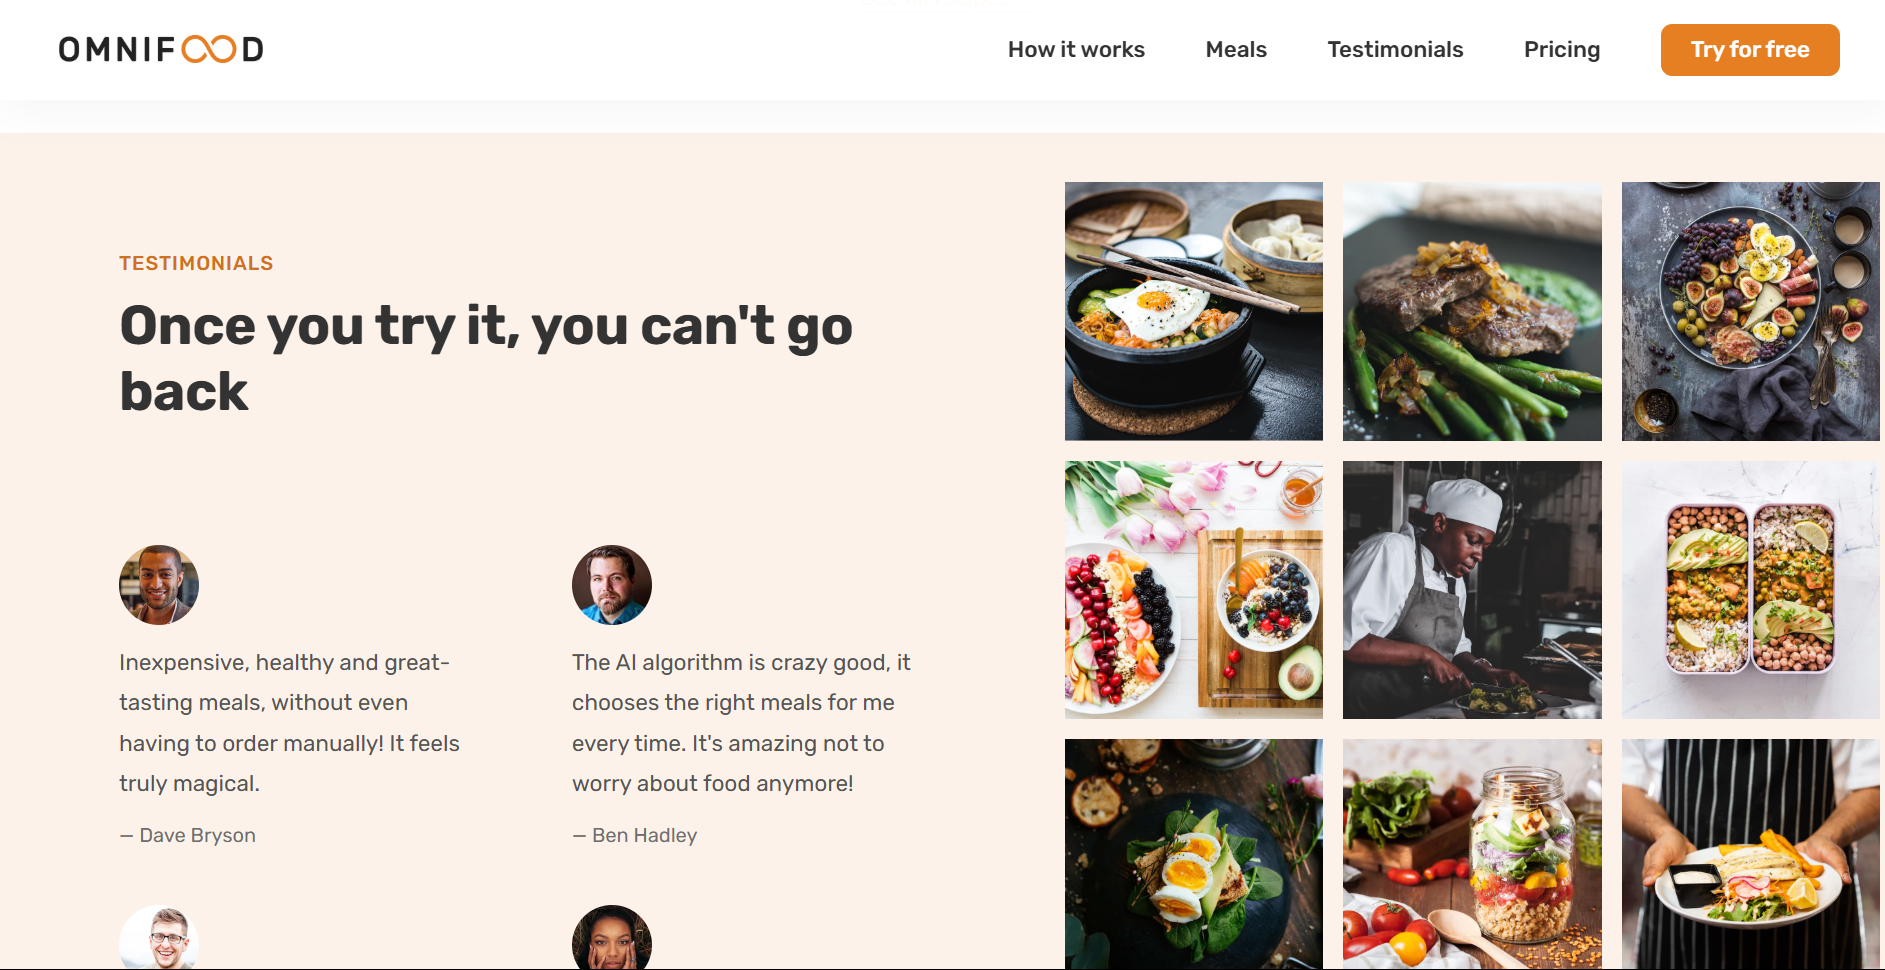 OMNIFOOD
How it works Meals Testimonials Pricing Try for free
TESTIMONIALS
Once you try it, you can't go
back
Inexpensive, healthy and great-
tasting meals, without even
having to order manually! It feels
truly magical.
— Dave Bryson
The AI algorithm is crazy good, it
chooses the right meals for me
every time. It's amazing not to
worry about food anymore!
— Ben Hadley